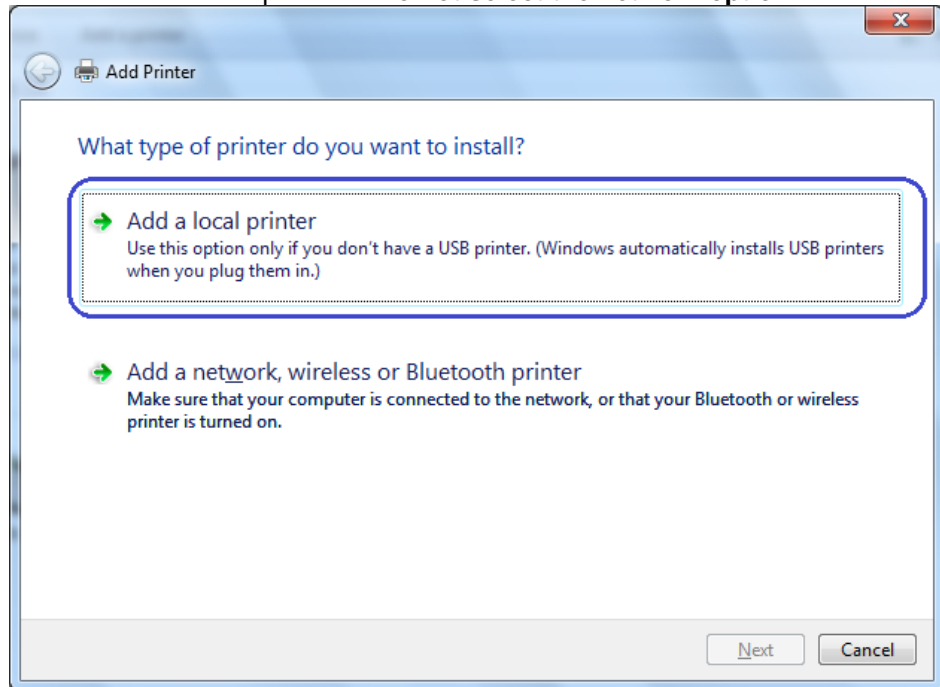 Add Printer
What type of printer do you want to install?
Add a local printer
Use this option only if you don't have a USB printer. (Windows automatically installs USB printers
when you plug them in.)
Add a network, wireless or Bluetooth printer
Make sure that your computer is connected to the network, or that your Bluetooth or wireless
printer is turned on.
Next
Cancel